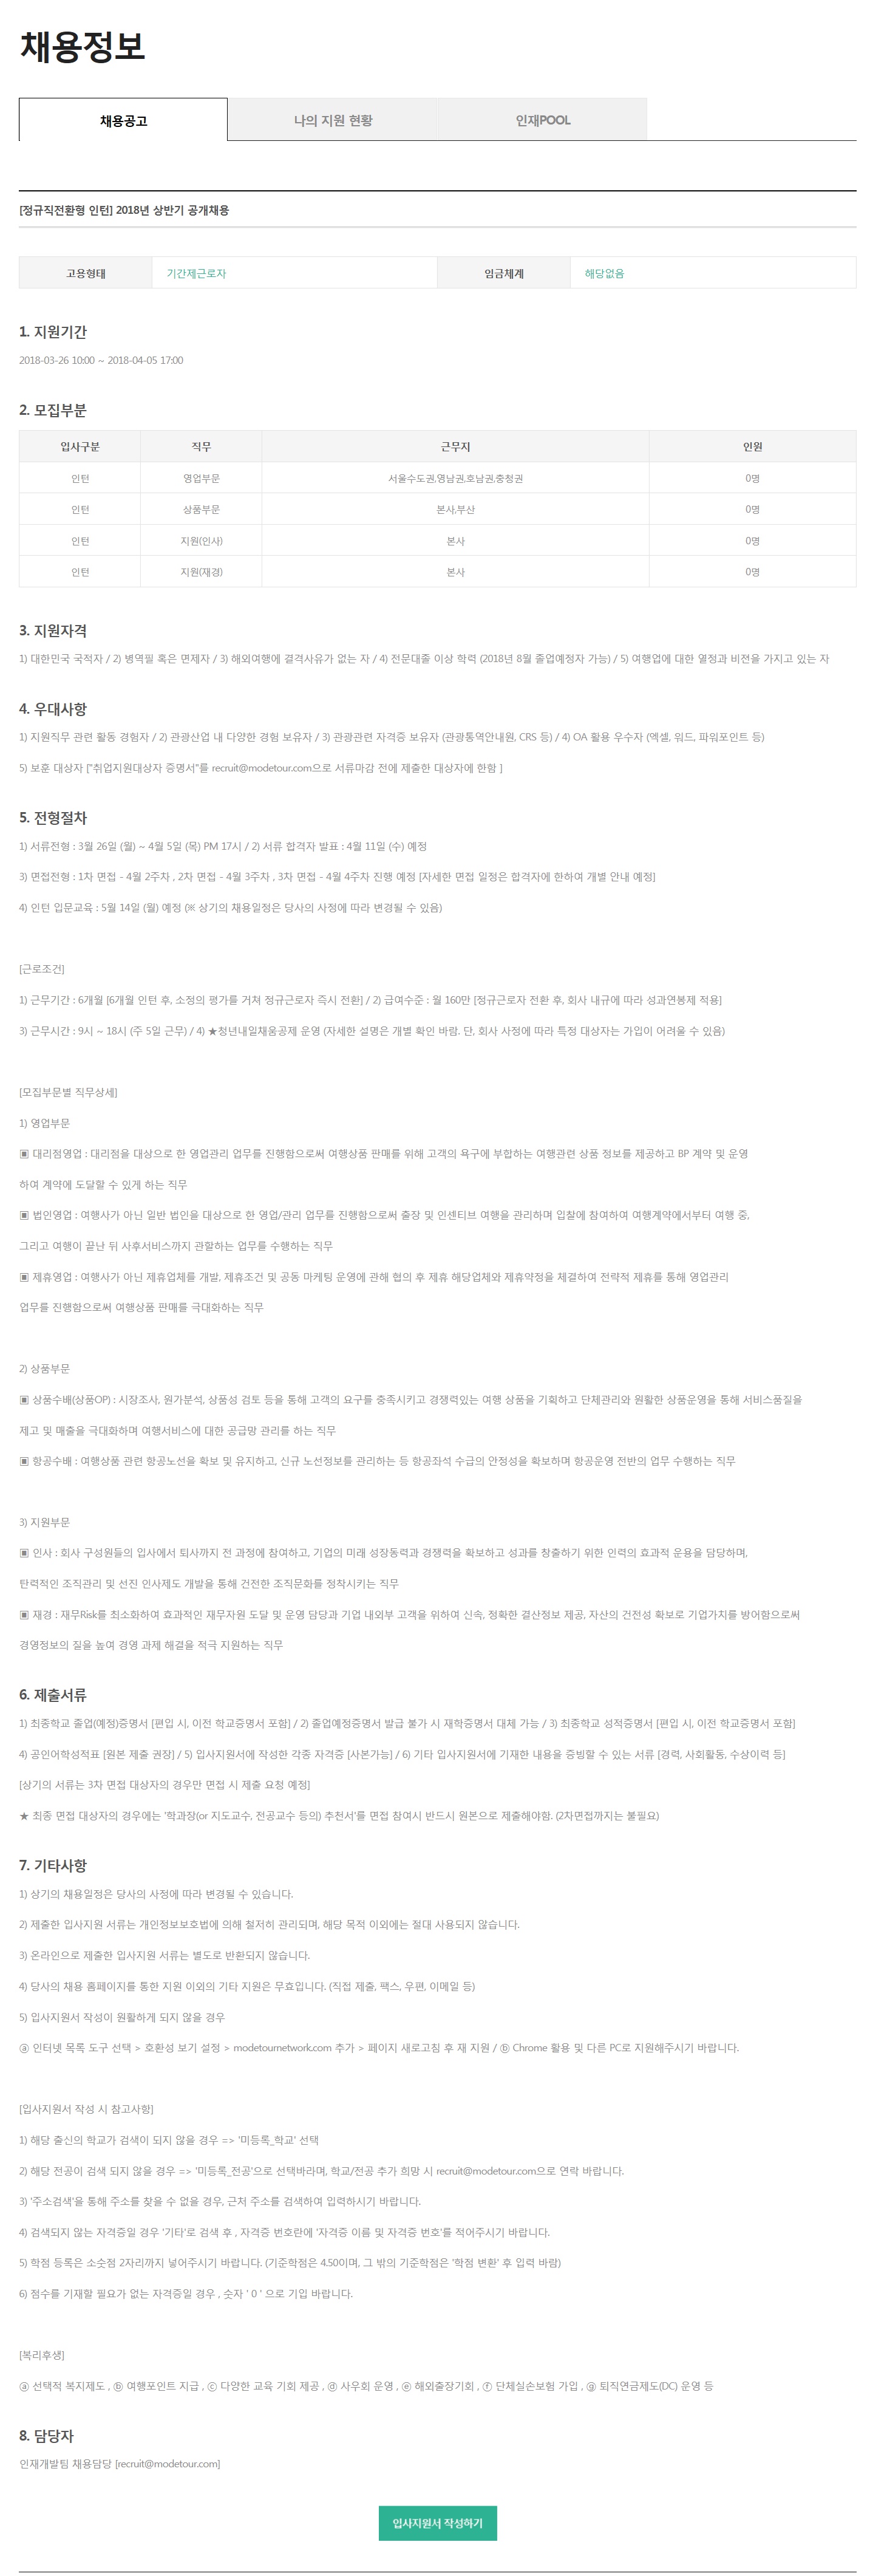 채용정보
채용공고 나의 지원 현황 인재POOL
[정규직전환형 인턴] 2018년 상반기 공개채용
고용형태 기간제근로자 임금체계 해당없음
1. 지원기간
2018-03-26 10:00 ~ 2018-04-05 17:00
2. 모집부분
입사구분 직무 근무지 인원
인턴 영업부문 서울수도권,영남권,호남권,충청권 0명
인턴 상품부문 본사,부산 0명
인턴 지원(인사) 본사 0명
인턴 지원(재경) 본사 0명
3. 지원자격
1) 대한민국 국적자 / 2) 병역필 혹은 면제자 / 3) 해외여행에 결격사유가 없는 자 / 4) 전문대졸 이상 학력 (2018년 8월 졸업예정자 가능) / 5) 여행업에 대한 열정과 비젼을 가지고 있는 자
4. 우대사항
1) 지원직무 관련 활동 경험자 / 2) 관광산업 내 다양한 경험 보유자 / 3) 관광관련 자격증 보유자 (관광통역안내원, CRS 등) / 4) OA 활용 우수자 (엑셀, 워드, 파워포인트 등)
5) 보훈 대상자 ["취업지원대상자 증명서"를 recruit@modetour.com으로 서류마감 전에 제출한 대상자에 한함 ]
5. 전형절차
1) 서류전형 : 3월 26일 (월) ~ 4월 5일 (목) PM 17시 / 2) 서류 합격자 발표 : 4월 11일 (수) 예정
3) 면접전형 : 1차 면접 - 4월 2주차 , 2차 면접 - 4월 3주차 , 3차 면접 - 4월 4주차 진행 예정 [자세한 면접 일정은 합격자에 한하여 개별 안내 예정]
4) 인턴 입문교육 : 5월 14일 (월) 예정 (※ 상기의 채용일정은 당사의 사정에 따라 변경될 수 있음)
[근로조건]
1) 근무기간 : 6개월 [6개월 인턴 후, 소정의 평가를 거쳐 정규근로자 즉시 전환] / 2) 급여수준 : 월 160만 [정규근로자 전환 후, 회사 내규에 따라 성과연봉제 적용]
3) 근무시간 : 9시 ~ 18시 (주 5일 근무) / 4) ★청년내일채움공제 운영 (자세한 설명은 개별 확인 바람. 단, 회사 사정에 따라 특정 대상자는 가입이 어려울 수 있음)
[모집부문별 직무상세]
1) 영업부문
▣ 대리점영업 : 대리점을 대상으로 한 영업관리 업무를 진행함으로써 여행상품 판매를 위해 고객의 욕구에 부합하는 여행관련 상품 정보를 제공하고 BP 계약 및 운영
하여 계약에 도달할 수 있게 하는 직무
▣ 법인영업 : 여행사가 아닌 일반 법인을 대상으로 한 영업/관리 업무를 진행함으로써 출장 및 인센티브 여행을 관리하며 입찰에 참여하여 여행계약에서부터 여행 중,
그리고 여행이 끝난 뒤 사후서비스까지 관할하는 업무를 수행하는 직무
▣ 제휴영업 : 여행사가 아닌 제휴업체를 개발, 제휴조건 및 공동 마케팅 운영에 관해 협의 후 제휴 해당업체와 제휴약정을 체결하여 전략적 제휴를 통해 영업관리
업무를 진행함으로써 여행상품 판매를 극대화하는 직무
2) 상품부문
▣ 상품수배(상품OP) : 시장조사, 원가분석, 상품성 검토 등을 통해 고객의 요구를 충족시키고 경쟁력있는 여행 상품을 기획하고 단체관리와 원활한 상품운영을 통해 서비스품질을
제고 및 매출을 극대화하며 여행서비스에 대한 공급망 관리를 하는 직무
▣ 항공수배 : 여행상품 관련 항공노선을 확보 및 유지하고, 신규 노선정보를 관리하는 등 항공좌석 수급의 안정성을 확보하며 항공운영 전반의 업무 수행하는 직무
3) 지원부문
▣ 인사 : 회사 구성원들의 입사에서 퇴사까지 전 과정에 참여하고, 기업의 미래 성장동력과 경쟁력을 확보하고 성과를 창출하기 위한 인력의 효과적 운용을 담당하며,
탄력적인 조직관리 및 선진 인사제도 개발을 통해 건전한 조직문화를 정착시키는 직무
▣ 재경 : 재무Risk를 최소화하여 효과적인 재무자원 도달 및 운영 담당과 기업 내외부 고객을 위하여 신속, 정확한 결산정보 제공, 자산의 건전성 확보로 기업가치를 방어함으로써
경영정보의 질을 높여 경영 과제 해결을 적극 지원하는 직무
6. 제출서류
1) 최종학교 졸업(예정)증명서 [편입 시, 이전 학교증명서 포함] / 2) 졸업예정증명서 발급 불가 시 재학증명서 대체 가능 / 3) 최종학교 성적증명서 [편입 시, 이전 학교증명서 포함]
4) 공인어학성적표 [원본 제출 권장] / 5) 입사지원서에 작성한 각종 자격증 [사본가능] / 6) 기타 입사지원서에 기재한 내용을 증빙할 수 있는 서류 [경력, 사회활동, 수상이력 등]
[상기의 서류는 3차 면접 대상자의 경우만 면접 시 제출 요청 예정]
★ 최종 면접 대상자의 경우에는 '학과장(or 지도교수, 전공교수 등의) 추천서'를 면접 참여시 반드시 원본으로 제출해야함. (2차면접까지는 불필요)
7. 기타사항
1) 상기의 채용일정은 당사의 사정에 따라 변경될 수 있습니다.
2) 제출한 입사지원 서류는 개인정보보호법에 의해 철저히 관리되며, 해당 목적 이외에는 절대 사용되지 않습니다.
3) 온라인으로 제출한 입사지원 서류는 별도로 반환되지 않습니다.
4) 당사의 채용 홈페이지를 통한 지원 이외의 기타 지원은 무효입니다. (직접 제출, 팩스, 우편, 이메일 등)
5) 입사지원서 작성이 원활하게 되지 않을 경우
ⓐ 인터넷 목록 도구 선택 > 호환성 보기 설정 > modetournetwork.com 추가 > 페이지 새로고침 후 재 지원 / ⓑ Chrome 활용 및 다른 PC로 지원해주시기 바랍니다.
[입사지원서 작성 시 참고사항]
1) 해당 출신의 학교가 검색이 되지 않을 경우 => '미등록_학교' 선택
2) 해당 전공이 검색 되지 않을 경우 => '미등록_전공'으로 선택바라며, 학교/전공 추가 희망 시 recruit@modetour.com으로 연락 바랍니다.
3) '주소검색'을 통해 주소를 찾을 수 없을 경우, 근처 주소를 검색하여 입력하시기 바랍니다.
4) 검색되지 않는 자격증일 경우 '기타'로 검색 후 , 자격증 번호란에 '자격증 이름 및 자격증 번호'를 적어주시기 바랍니다.
5) 학점 등록은 소숫점 2자리까지 넣어주시기 바랍니다. (기준학점은 4.50이며, 그 밖의 기준학점은 '학점 변환' 후 입력 바람)
6) 점수를 기재할 필요가 없는 자격증일 경우 , 숫자 ' 0 ' 으로 기입 바랍니다.
[복리후생]
ⓐ 선택적 복지제도 , ⓑ 여행포인트 지급 , ⓒ 다양한 교육 기회 제공 , ⓓ 사우회 운영 , ⓔ 해외출장기회 , ⓕ 단체실손보험 가입 , ⓖ 퇴직연금제도(DC) 운영 등
8. 담당자
인재개발팀 채용담당 [recruit@modetour.com]
입사지원서 작성하기